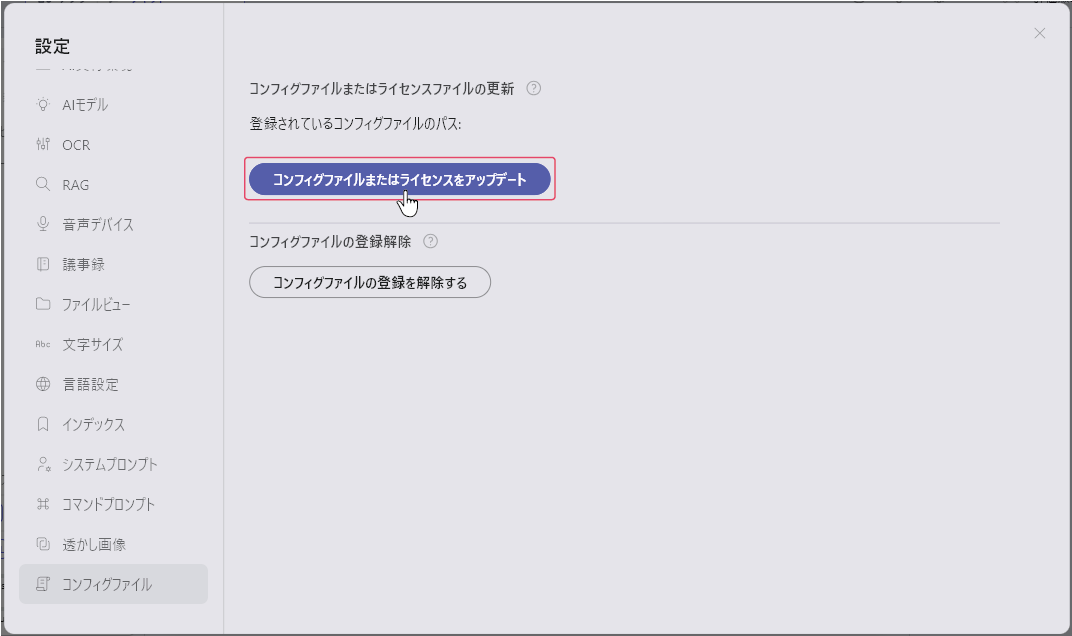 設定
AIモデル
OCR
RAG
音声デバイス
議事録
ファイルビュー
Abc 文字サイズ
言語設定
インデックス
システムプロンプト
コマンドプロンプト
透かし画像
コンフィグファイル
コンフィグファイルまたはライセンスファイルの更新 ?
登録されているコンフィグファイルのパス:
コンフィグファイルまたはライセンスをアップデート
コンフィグファイルの登録解除 ?
コンフィグファイルの登録を解除する